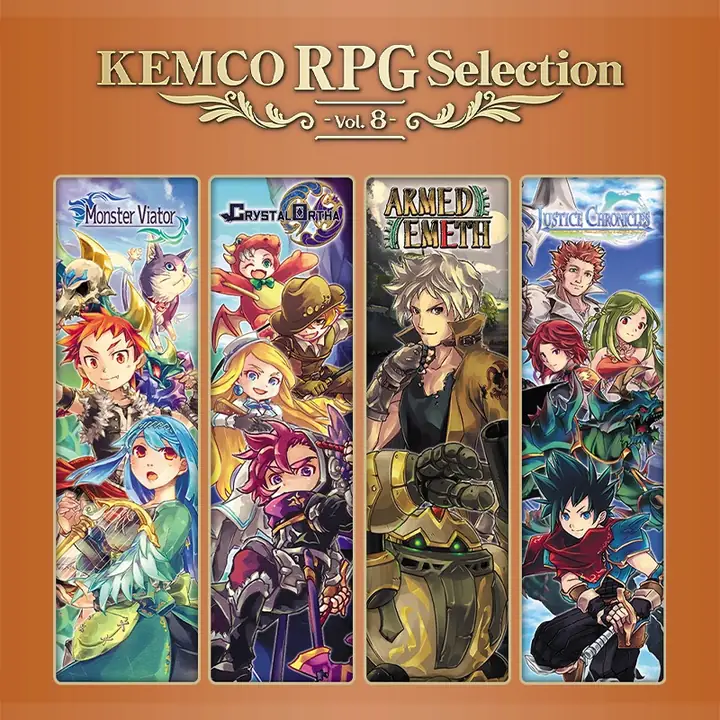 KEMCO RPG Selection
- Vol. 8 -
Monster Viator
CRYSTAL ORTHA
ARMED
EMETH
JUSTICE CHRONICLES